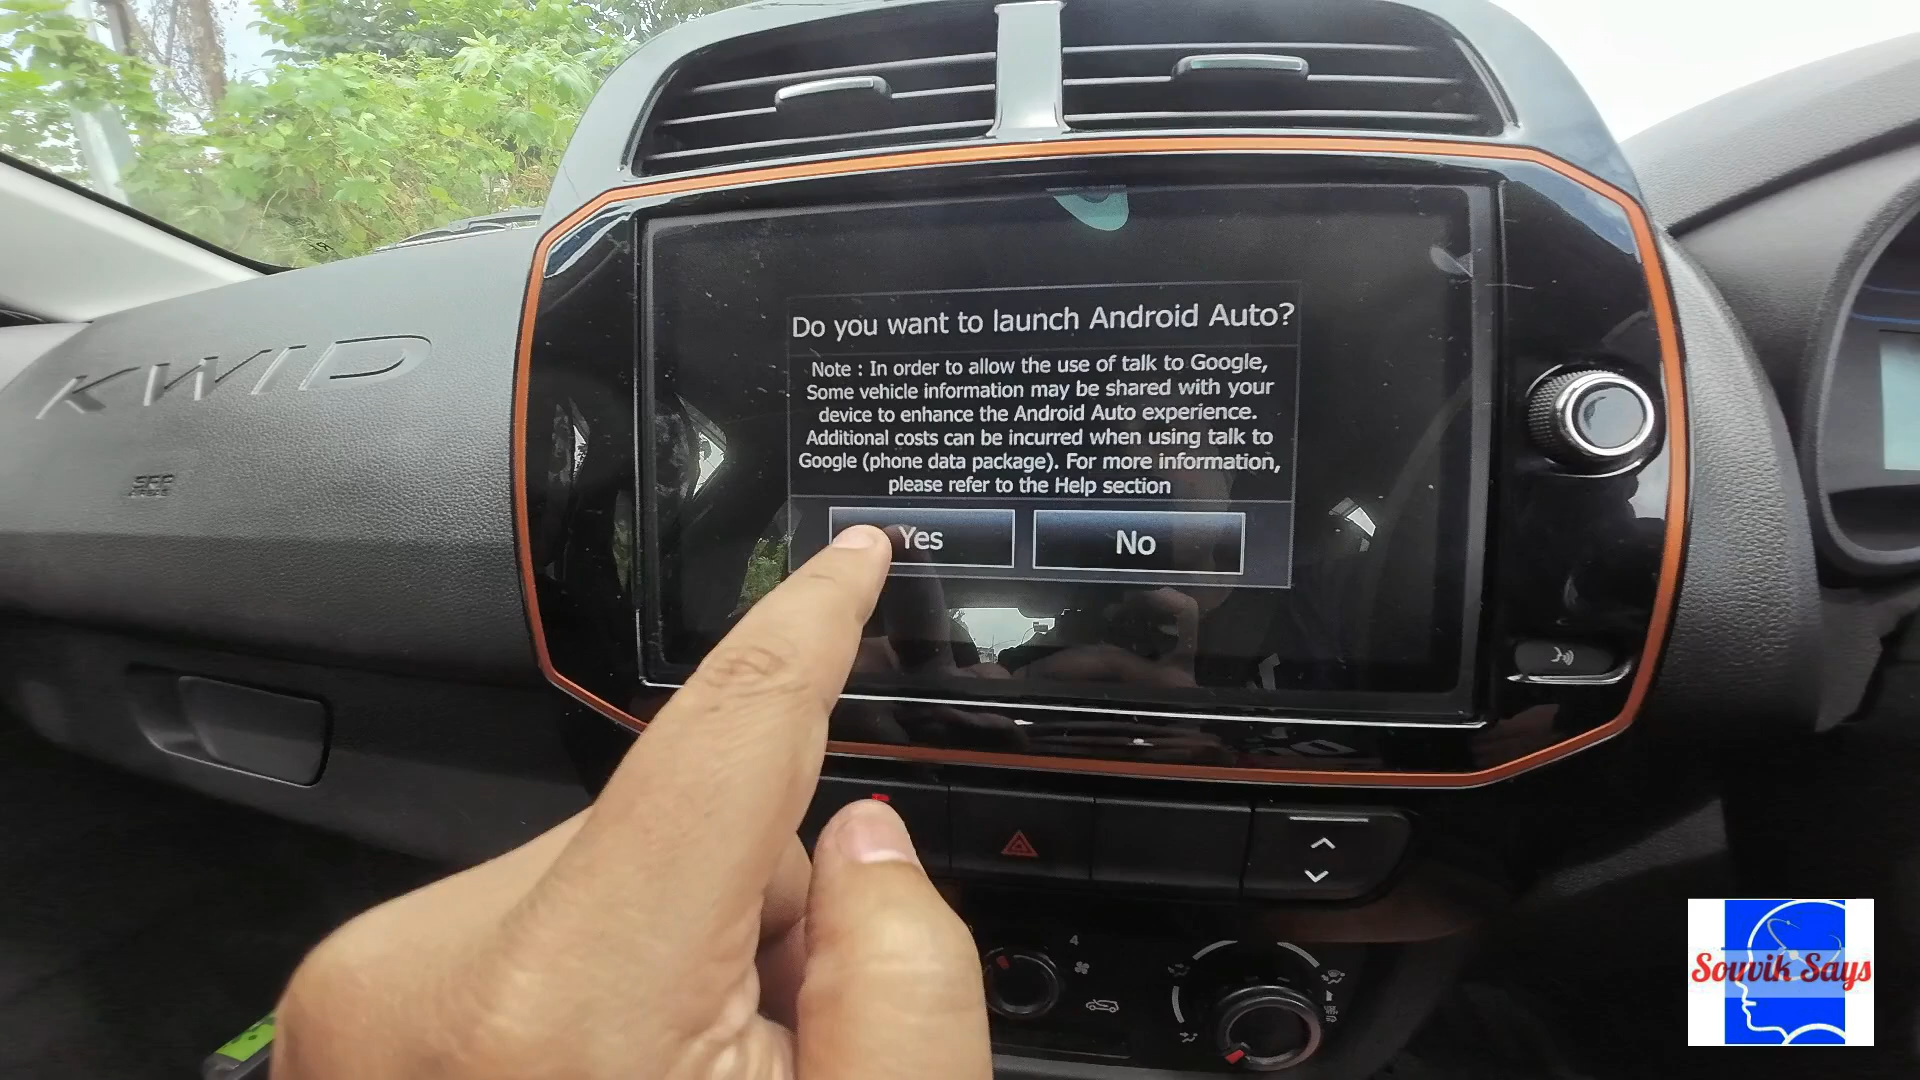 KWID
Do you want to launch Android Auto?
Note : In order to allow the use of talk to Google,
Some vehicle information may be shared with your
device to enhance the Android Auto experience.
Additional costs can be incurred when using talk to
Google (phone data package). For more information,
please refer to the Help section
Yes
No
4
Souvik Says